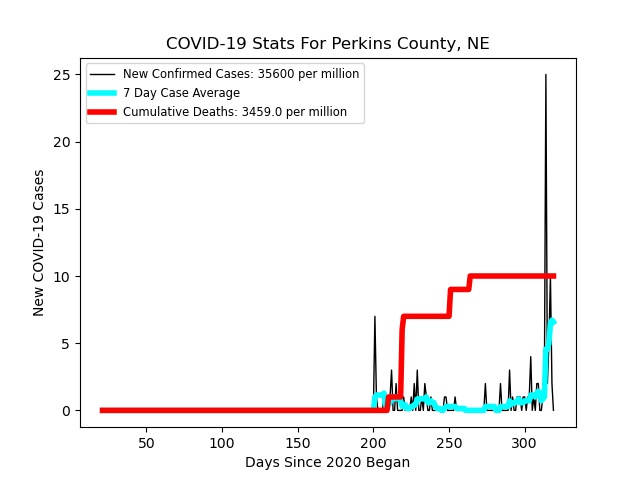 COVID-19 Stats For Perkins County, NE
New Confirmed Cases: 35600 per million
7 Day Case Average
Cumulative Deaths: 3459.0 per million
New COVID-19 Cases
25
20
15
10
5
0
50 100 150 200 250 300
Days Since 2020 Began